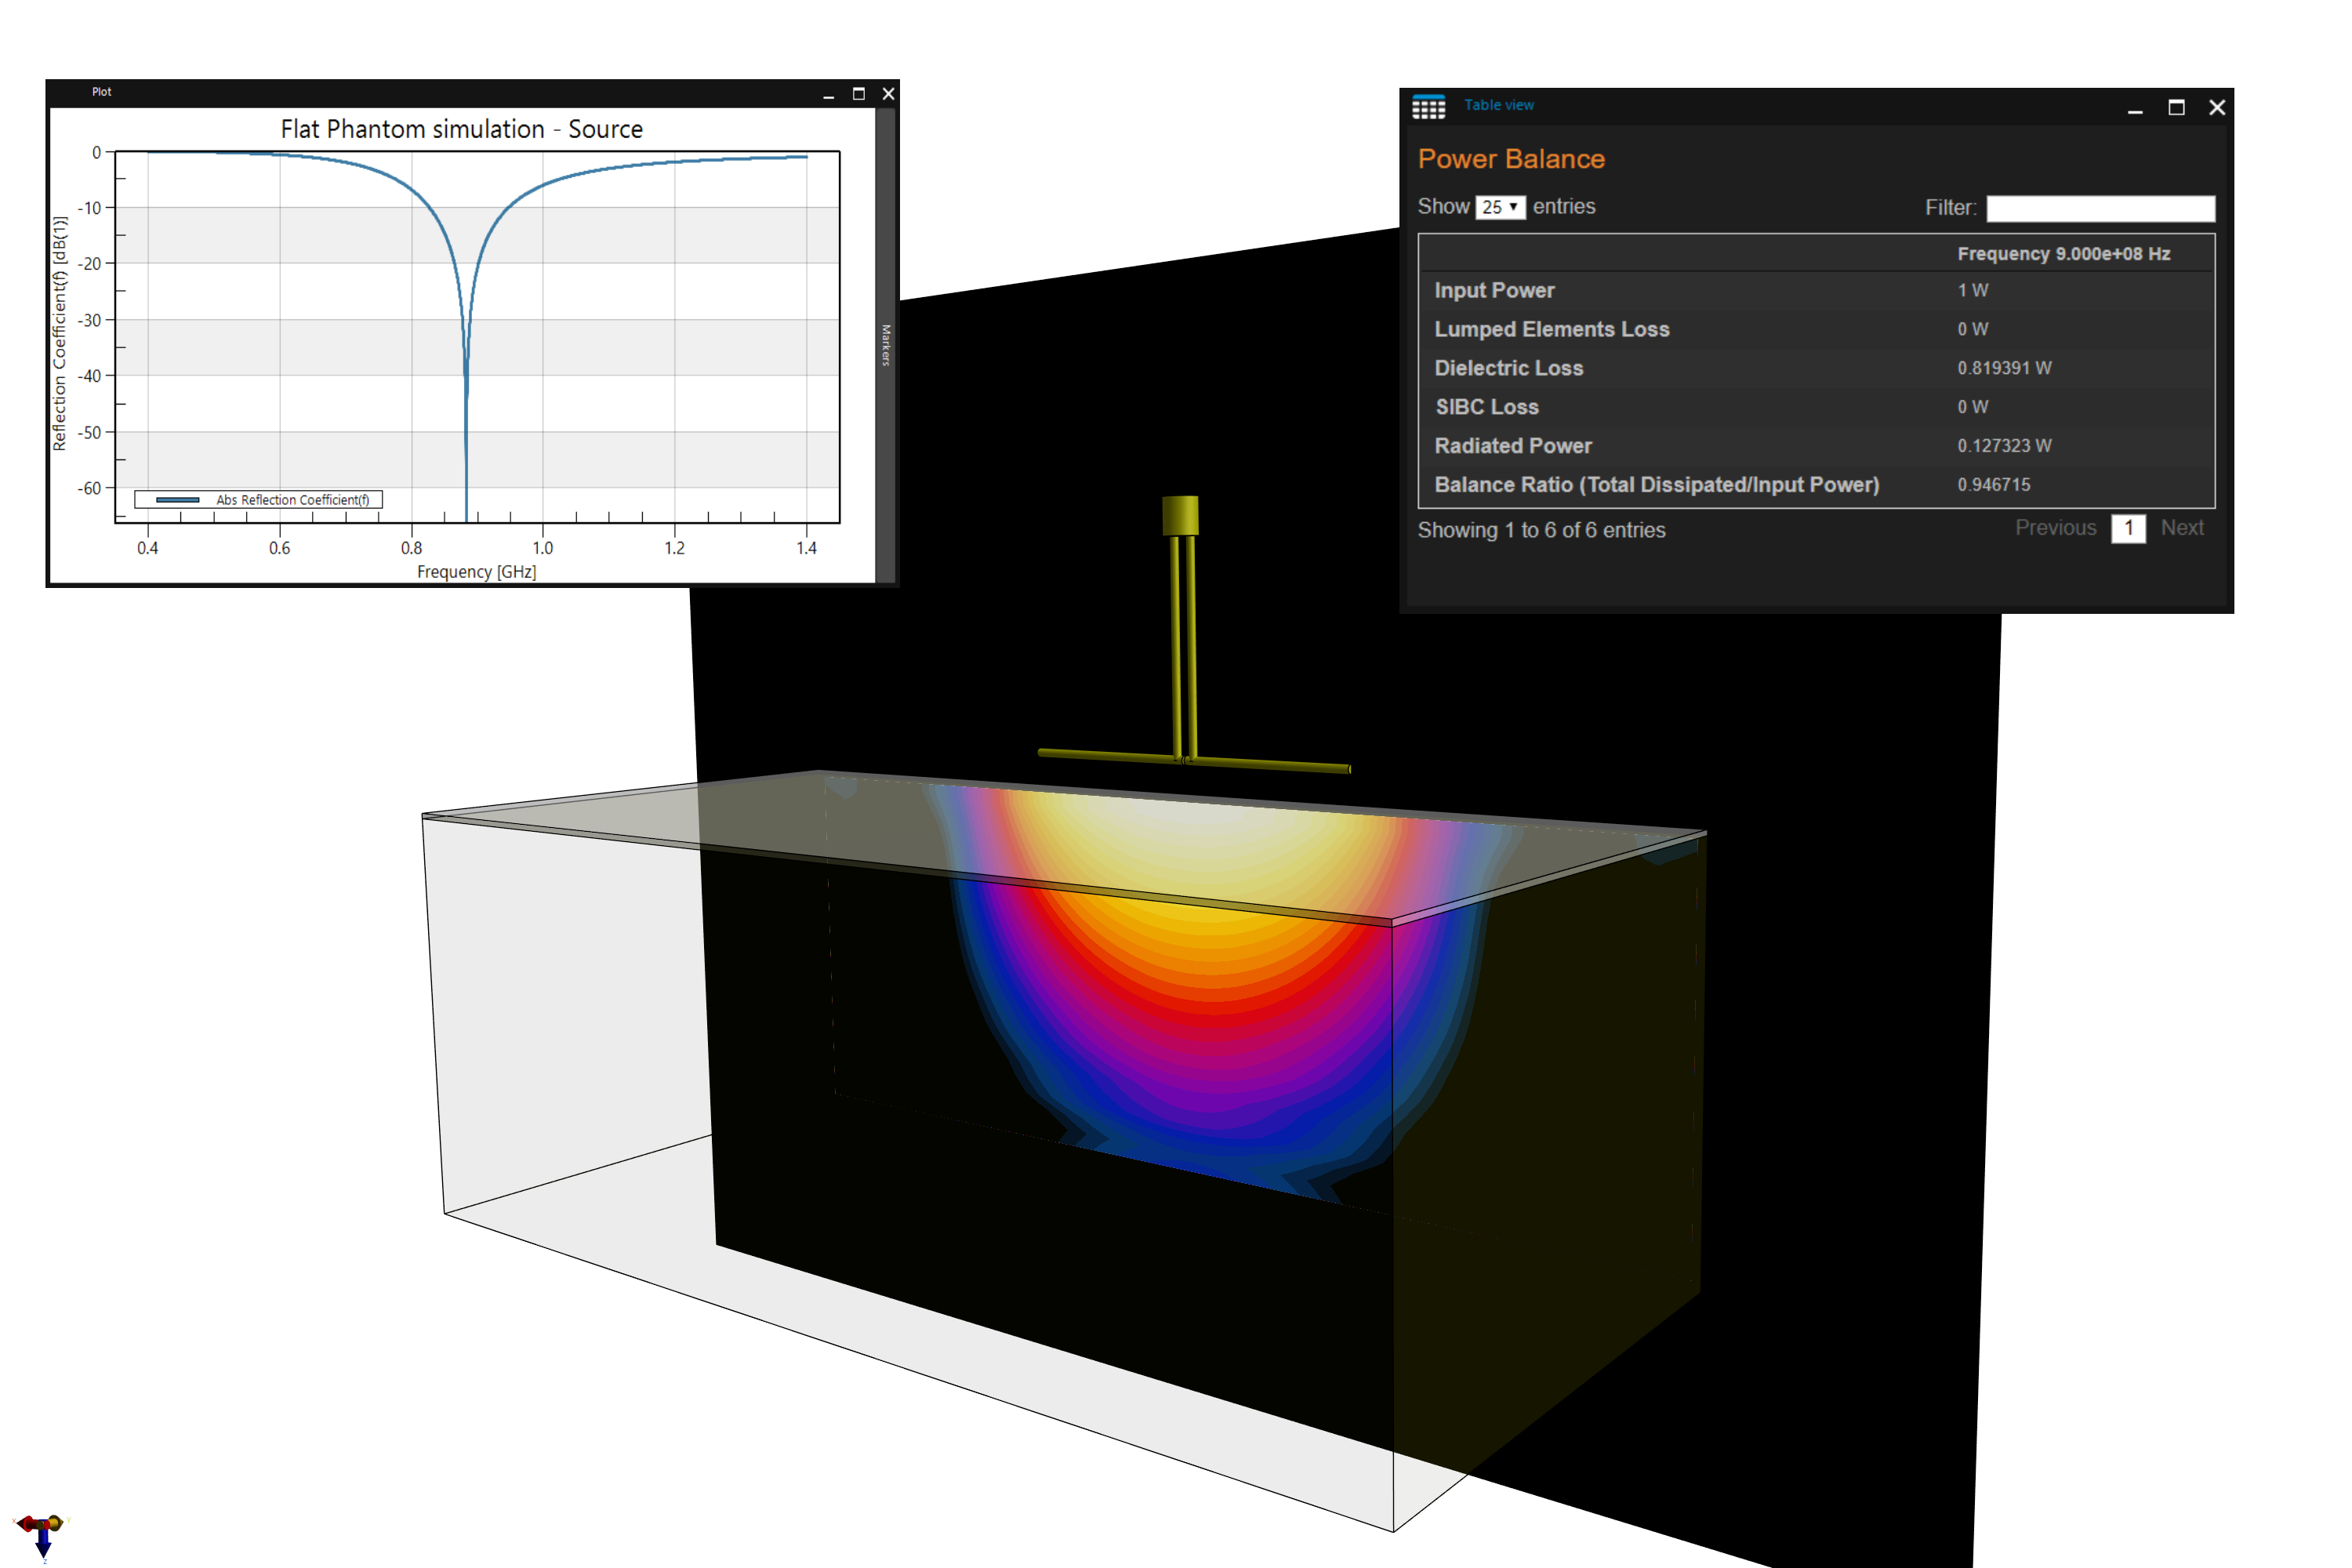 Plot
Flat Phantom simulation - Source
Reflection Coefficient(f) [dB(1)]
0
-10
-20
-30
-40
-50
-60
Abs Reflection Coefficient(f)
0.4 0.6 0.8 1.0 1.2 1.4
Frequency [GHz]
Markers
Table view
Power Balance
Show 25 entries Filter:
Frequency 9.000e+08 Hz
Input Power 1 W
Lumped Elements Loss 0 W
Dielectric Loss 0.819391 W
SIBC Loss 0 W
Radiated Power 0.127323 W
Balance Ratio (Total Dissipated/Input Power) 0.946715
Showing 1 to 6 of 6 entries Previous 1 Next
X Y
Z